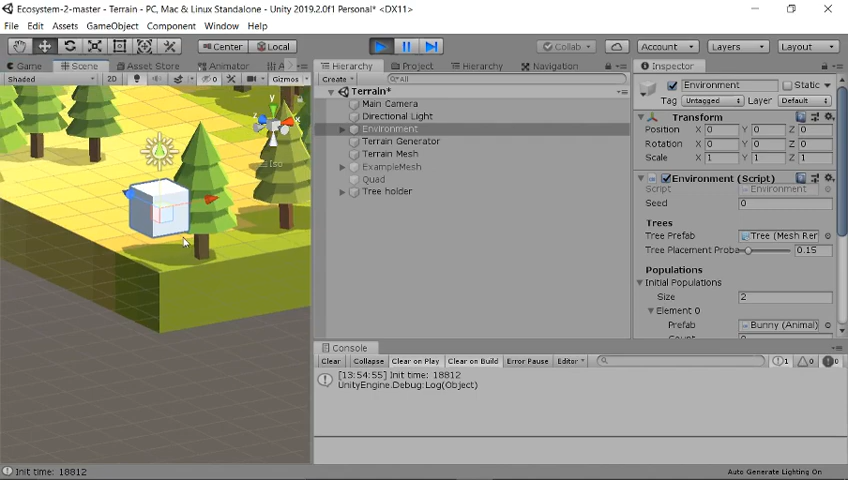 Ecosystem-2-master - Terrain - PC, Mac & Linux Standalone - Unity 2019.2.0f1 Personal* <DX11>
File Edit Assets GameObject Component Window Help
Center Local Collab Account Layers Layout
Game Scene Asset Store Animator Hierarchy Project Hierarchy Navigation Inspector
Shaded 2D 0 Gizmos Create All
Environment Static
Tag Untagged Layer Default
Terrain*
Main Camera
Directional Light
Environment
Terrain Generator
Terrain Mesh
ExampleMesh
Quad
Tree holder
y
x
z
Iso
Transform
Position X 0 Y 0 Z 0
Rotation X 0 Y 0 Z 0
Scale X 1 Y 1 Z 1
Environment (Script)
Script Environment
Seed 0
Trees
Tree Prefab Tree (Mesh Rer
Tree Placement Proba 0.15
Populations
Initial Populations
Size 2
Element 0
Prefab Bunny (Animal)
Console
Clear Collapse Clear on Play Clear on Build Error Pause Editor 1 0 0
[13:54:55] Init time: 18812
UnityEngine.Debug:Log(Object)
Init time: 18812
Auto Generate Lighting On